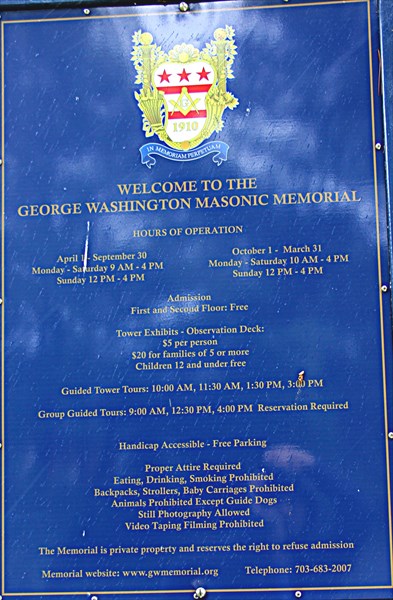 1910
IN MEMORIAM PERPETUAM
WELCOME TO THE
GEORGE WASHINGTON MASONIC MEMORIAL
HOURS OF OPERATION
April 1 - September 30
Monday - Saturday 9 AM - 4 PM
Sunday 12 PM - 4 PM
October 1 - March 31
Monday - Saturday 10 AM - 4 PM
Sunday 12 PM - 4 PM
Admission
First and Second Floor: Free
Tower Exhibits - Observation Deck:
$5 per person
$20 for families of 5 or more
Children 12 and under free
Guided Tower Tours: 10:00 AM, 11:30 AM, 1:30 PM, 3:00 PM
Group Guided Tours: 9:00 AM, 12:30 PM, 4:00 PM Reservation Required
Handicap Accessible - Free Parking
Proper Attire Required
Eating, Drinking, Smoking Prohibited
Backpacks, Strollers, Baby Carriages Prohibited
Animals Prohibited Except Guide Dogs
Still Photography Allowed
Video Taping Filming Prohibited
The Memorial is private property and reserves the right to refuse admission
Memorial website: www.gwmemorial.org Telephone: 703-683-2007